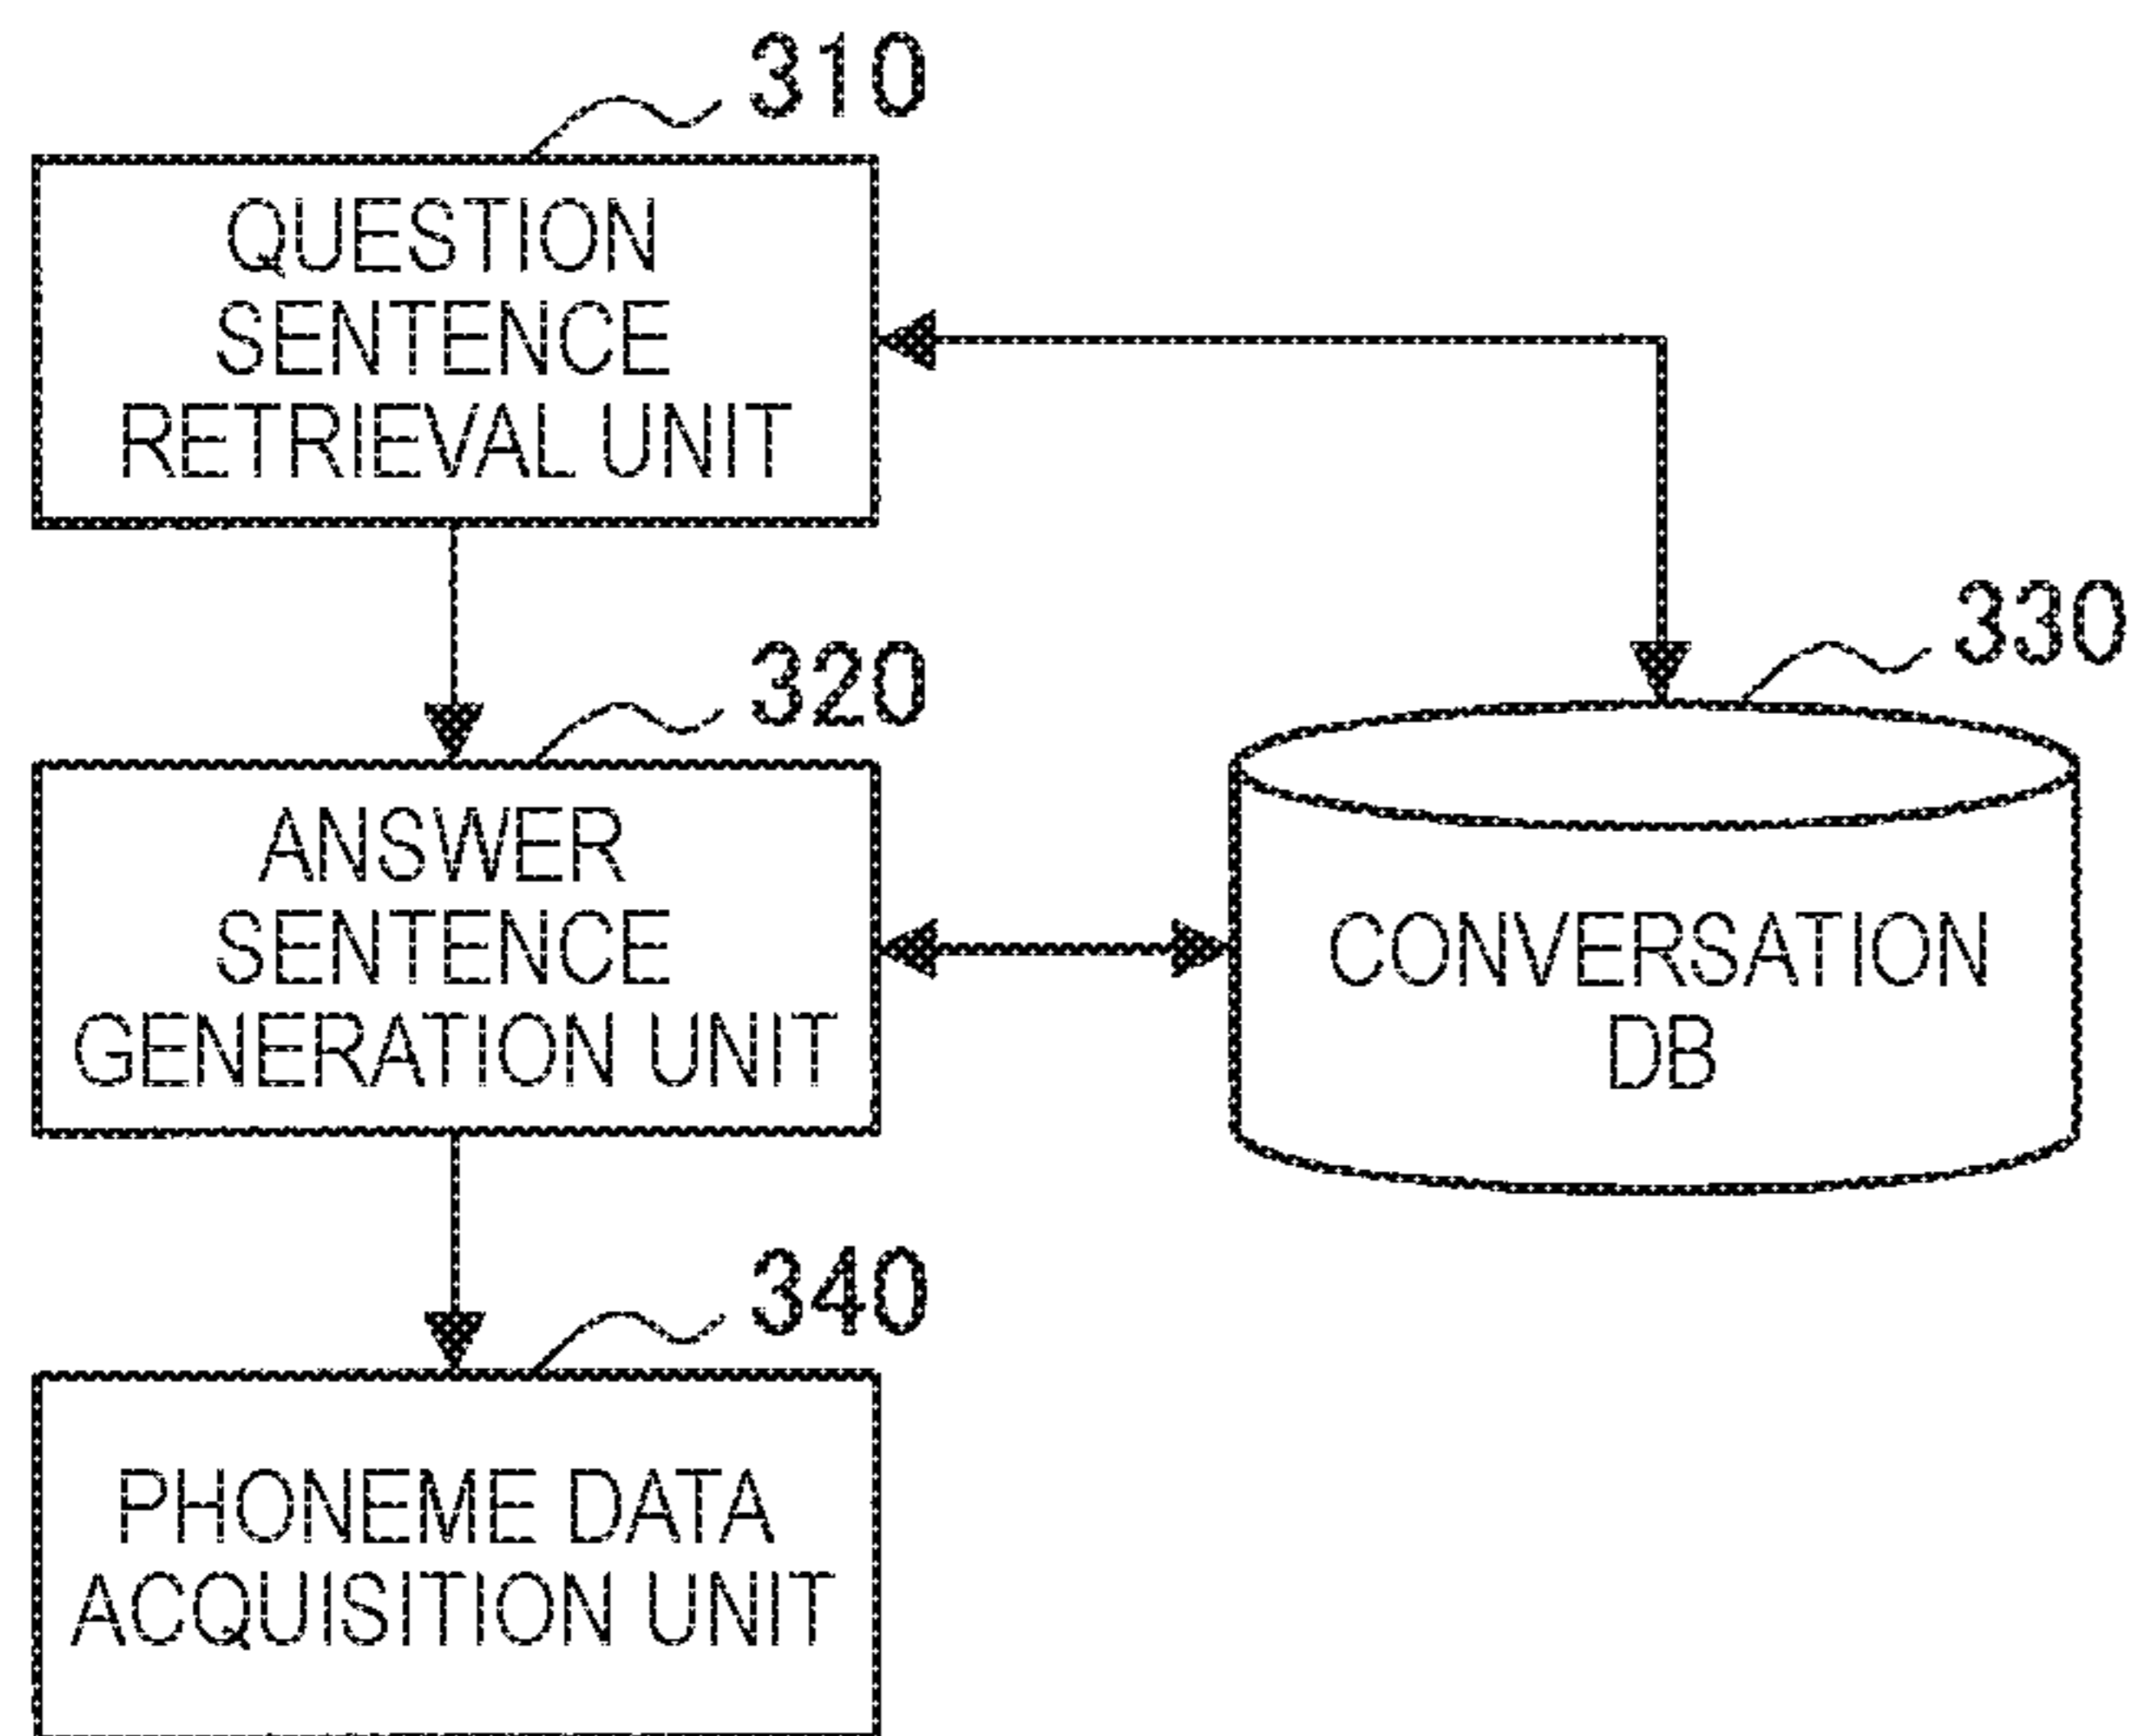 310
QUESTION
SENTENCE
RETRIEVAL UNIT
320
330
ANSWER
SENTENCE
GENERATION UNIT
CONVERSATION
DB
340
PHONEME DATA
ACQUISITION UNIT